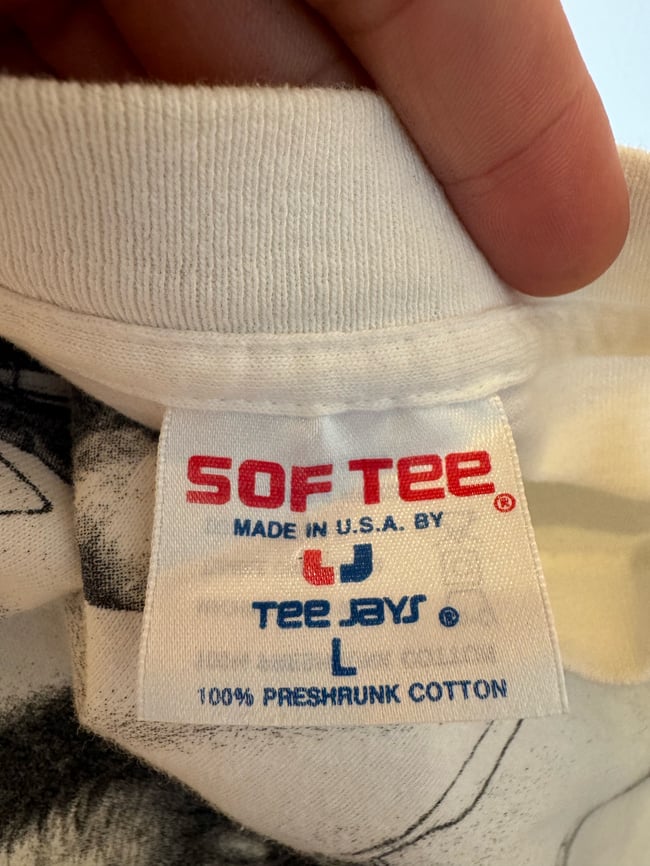 SOF TEE ®
MADE IN U.S.A. BY
TEE JAYS ®
L
100% PRESHRUNK COTTON